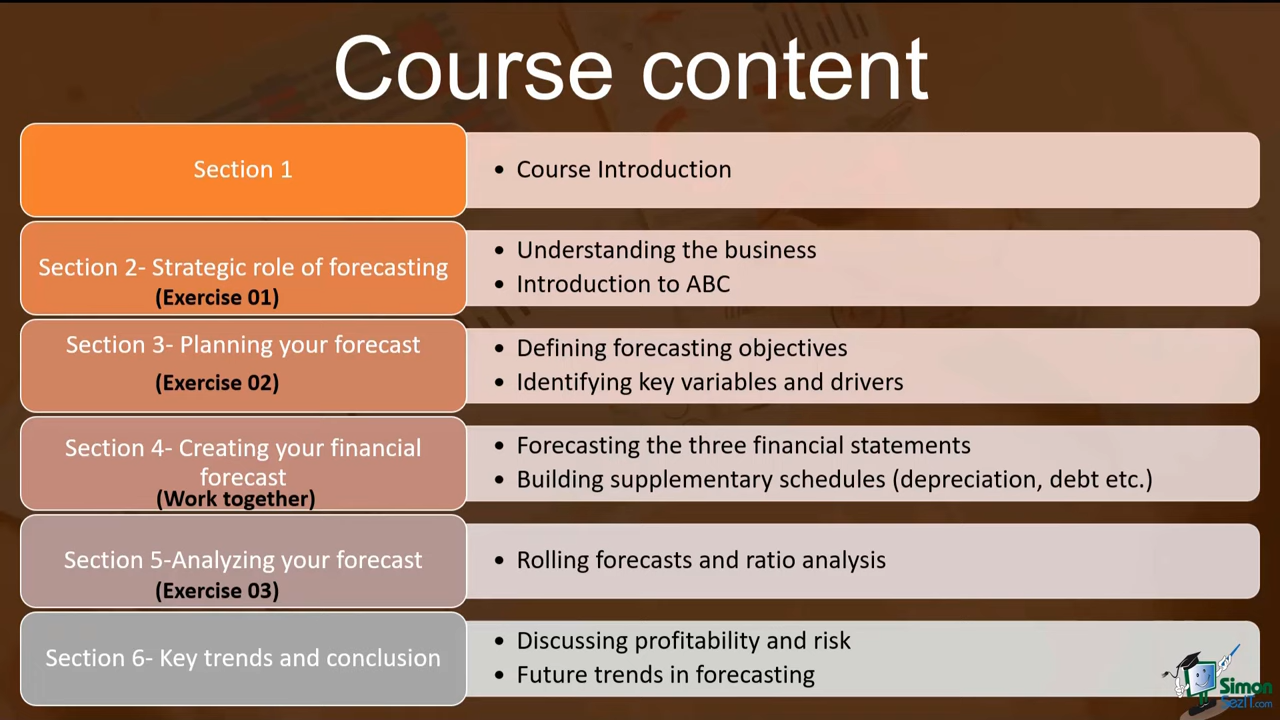 Course content
Section 1
• Course Introduction
Section 2- Strategic role of forecasting
(Exercise 01)
• Understanding the business
• Introduction to ABC
Section 3- Planning your forecast
(Exercise 02)
• Defining forecasting objectives
• Identifying key variables and drivers
Section 4- Creating your financial
forecast
(Work together)
• Forecasting the three financial statements
• Building supplementary schedules (depreciation, debt etc.)
Section 5-Analyzing your forecast
(Exercise 03)
• Rolling forecasts and ratio analysis
Section 6- Key trends and conclusion
• Discussing profitability and risk
• Future trends in forecasting
Simon
SezIT.com